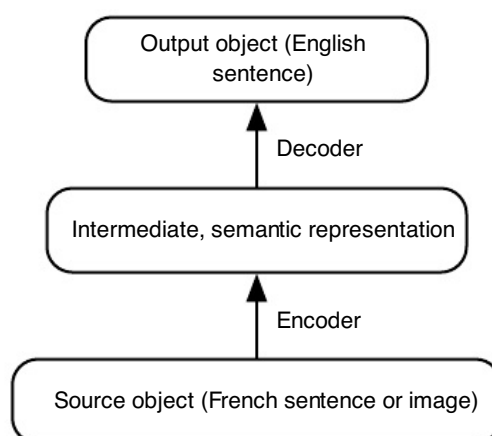 Output object (English
sentence)
Decoder
Intermediate, semantic representation
Encoder
Source object (French sentence or image)